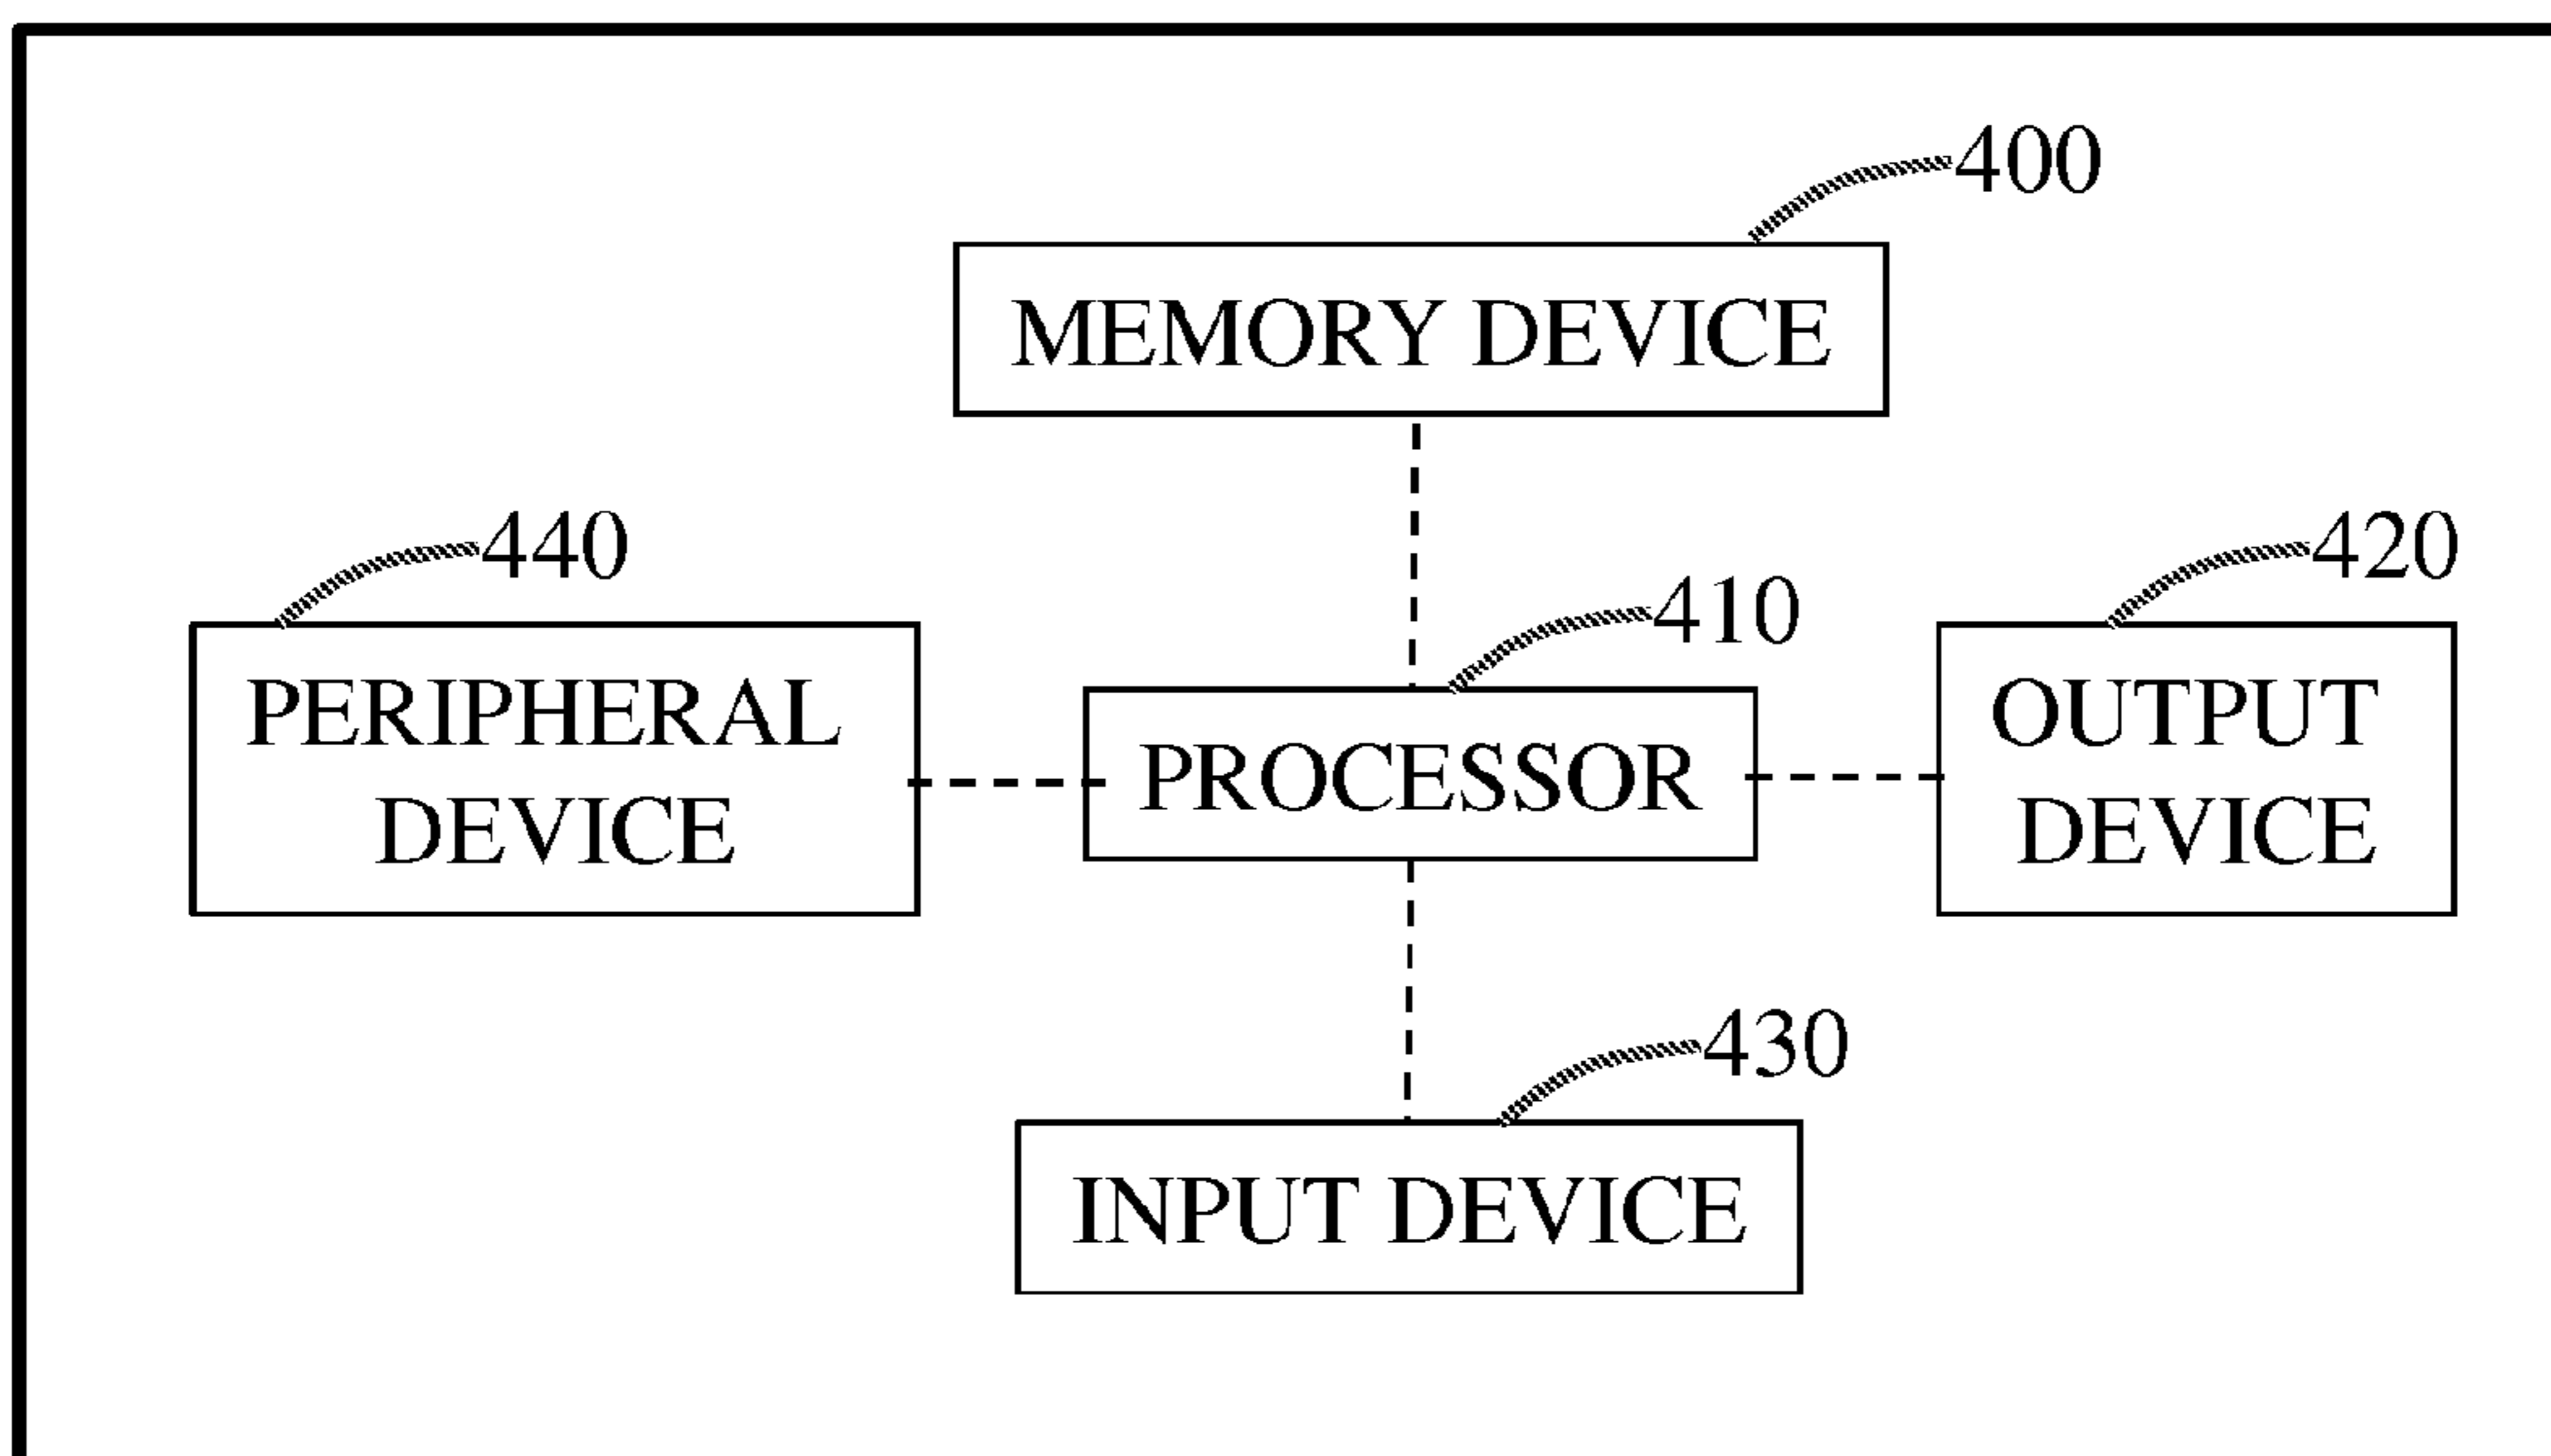 400
MEMORY DEVICE
440
420
410
PERIPHERAL
DEVICE
PROCESSOR
OUTPUT
DEVICE
430
INPUT DEVICE